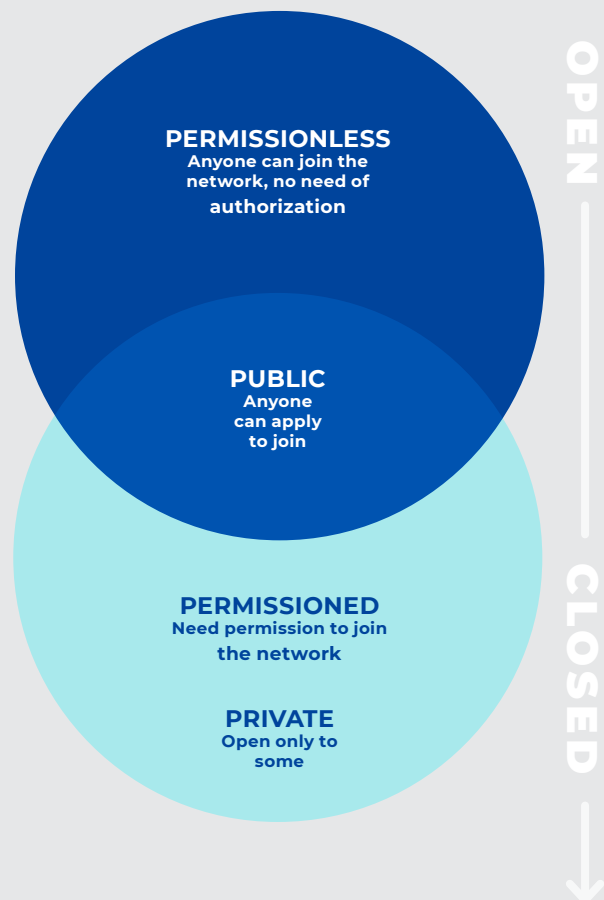 PERMISSIONLESS
Anyone can join the
network, no need of
authorization
PUBLIC
Anyone
can apply
to join
PERMISSIONED
Need permission to join
the network
PRIVATE
Open only to
some
OPEN
CLOSED